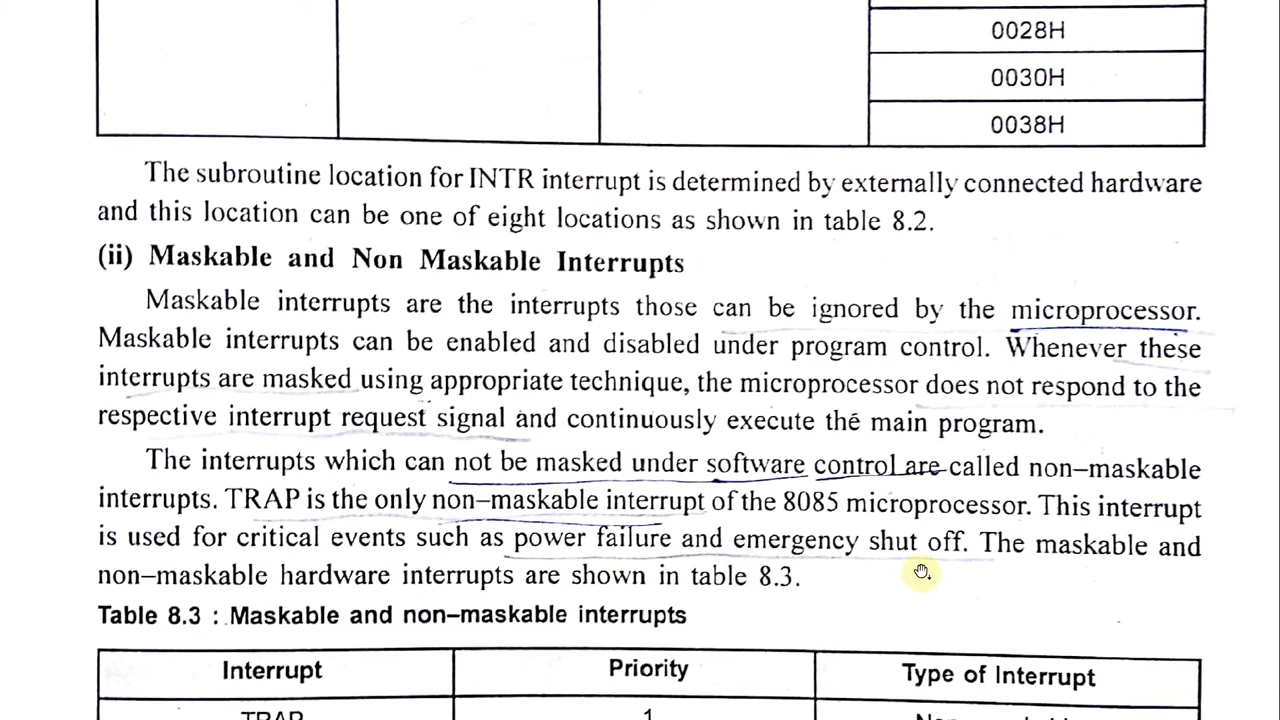 0028H
0030H
0038H
The subroutine location for INTR interrupt is determined by externally connected hardware
and this location can be one of eight locations as shown in table 8.2.
(ii) Maskable and Non Maskable Interrupts
Maskable interrupts are the interrupts those can be ignored by the microprocessor.
Maskable interrupts can be enabled and disabled under program control. Whenever these
interrupts are masked using appropriate technique, the microprocessor does not respond to the
respective interrupt request signal and continuously execute the main program.
The interrupts which can not be masked under software control are called non-maskable
interrupts. TRAP is the only non-maskable interrupt of the 8085 microprocessor. This interrupt
is used for critical events such as power failure and emergency shut off. The maskable and
non-maskable hardware interrupts are shown in table 8.3.
Table 8.3 : Maskable and non-maskable interrupts
Interrupt Priority Type of Interrupt
TRAP 1